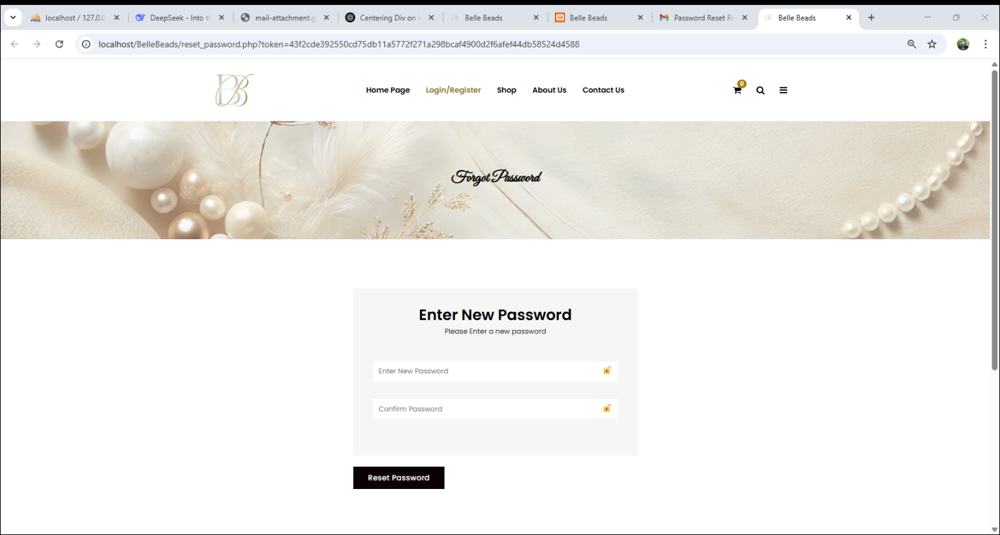 localhost / 127.0.0
DeepSeek - Into th
mail-attachment.g
Centering Div on P
Belle Beads
Belle Beads
Password Reset Re
Belle Beads
localhost/BelleBeads/reset_password.php?token=43f2cde392550cd75db11a5772f271a298bcaf4900d2f6afef44db58524d4588
BB
Home Page Login/Register Shop About Us Contact Us
0
Forgot Password
Enter New Password
Please Enter a new password
Enter New Password
Confirm Password
Reset Password